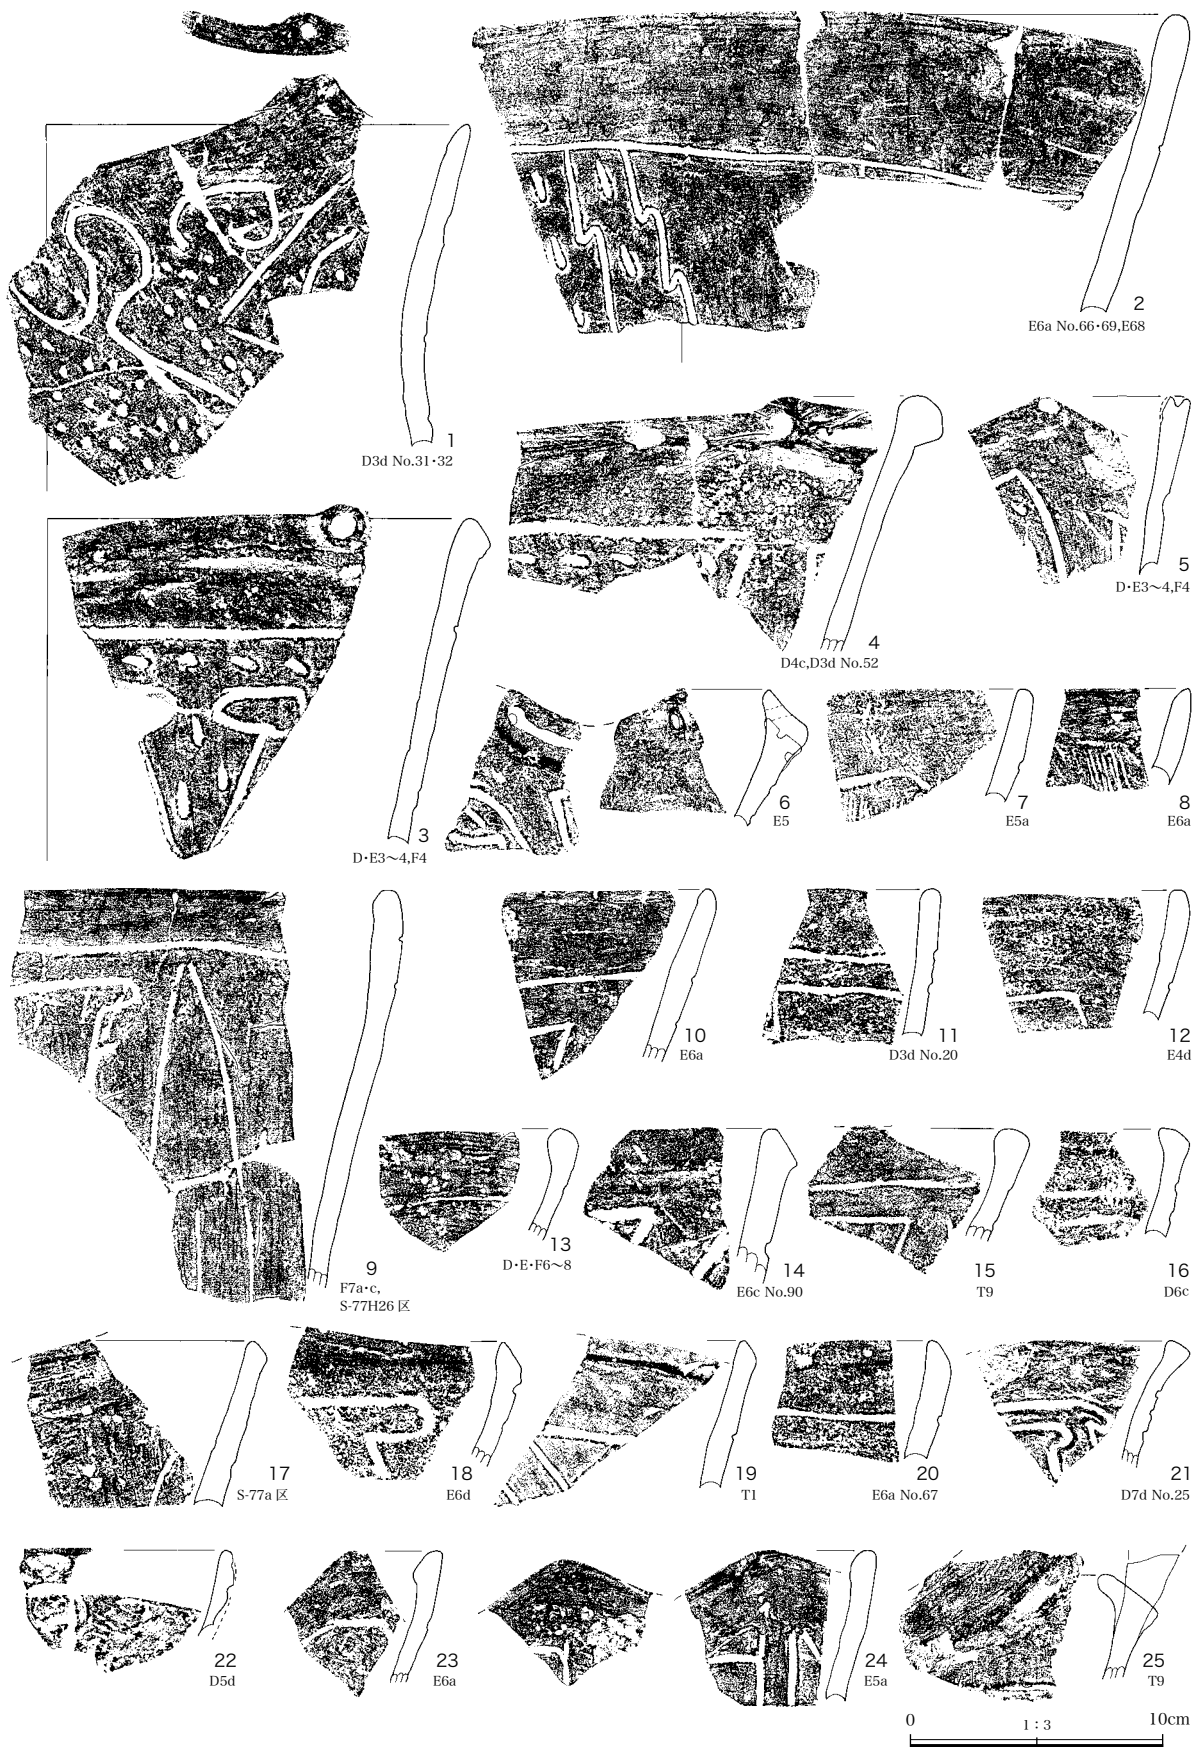 1
D3d No.31・32
2
E6a No.66・69,E68
3
D・E3〜4,F4
4
D4c,D3d No.52
5
D・E3〜4,F4
6
E5
7
E5a
8
E6a
9
F7a・c,
S-77H26 区
10
E6a
11
D3d No.20
12
E4d
13
D・E・F6〜8
14
E6c No.90
15
T9
16
D6c
17
S-77a 区
18
E6d
19
T1
20
E6a No.67
21
D7d No.25
22
D5d
23
E6a
24
E5a
25
T9
0 1：3 10cm